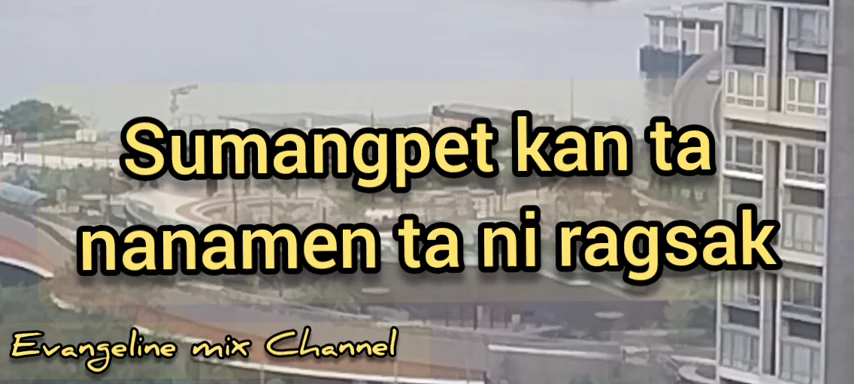 Sumangpet kan ta
nanamen ta ni ragsak
Evangeline mix Channel